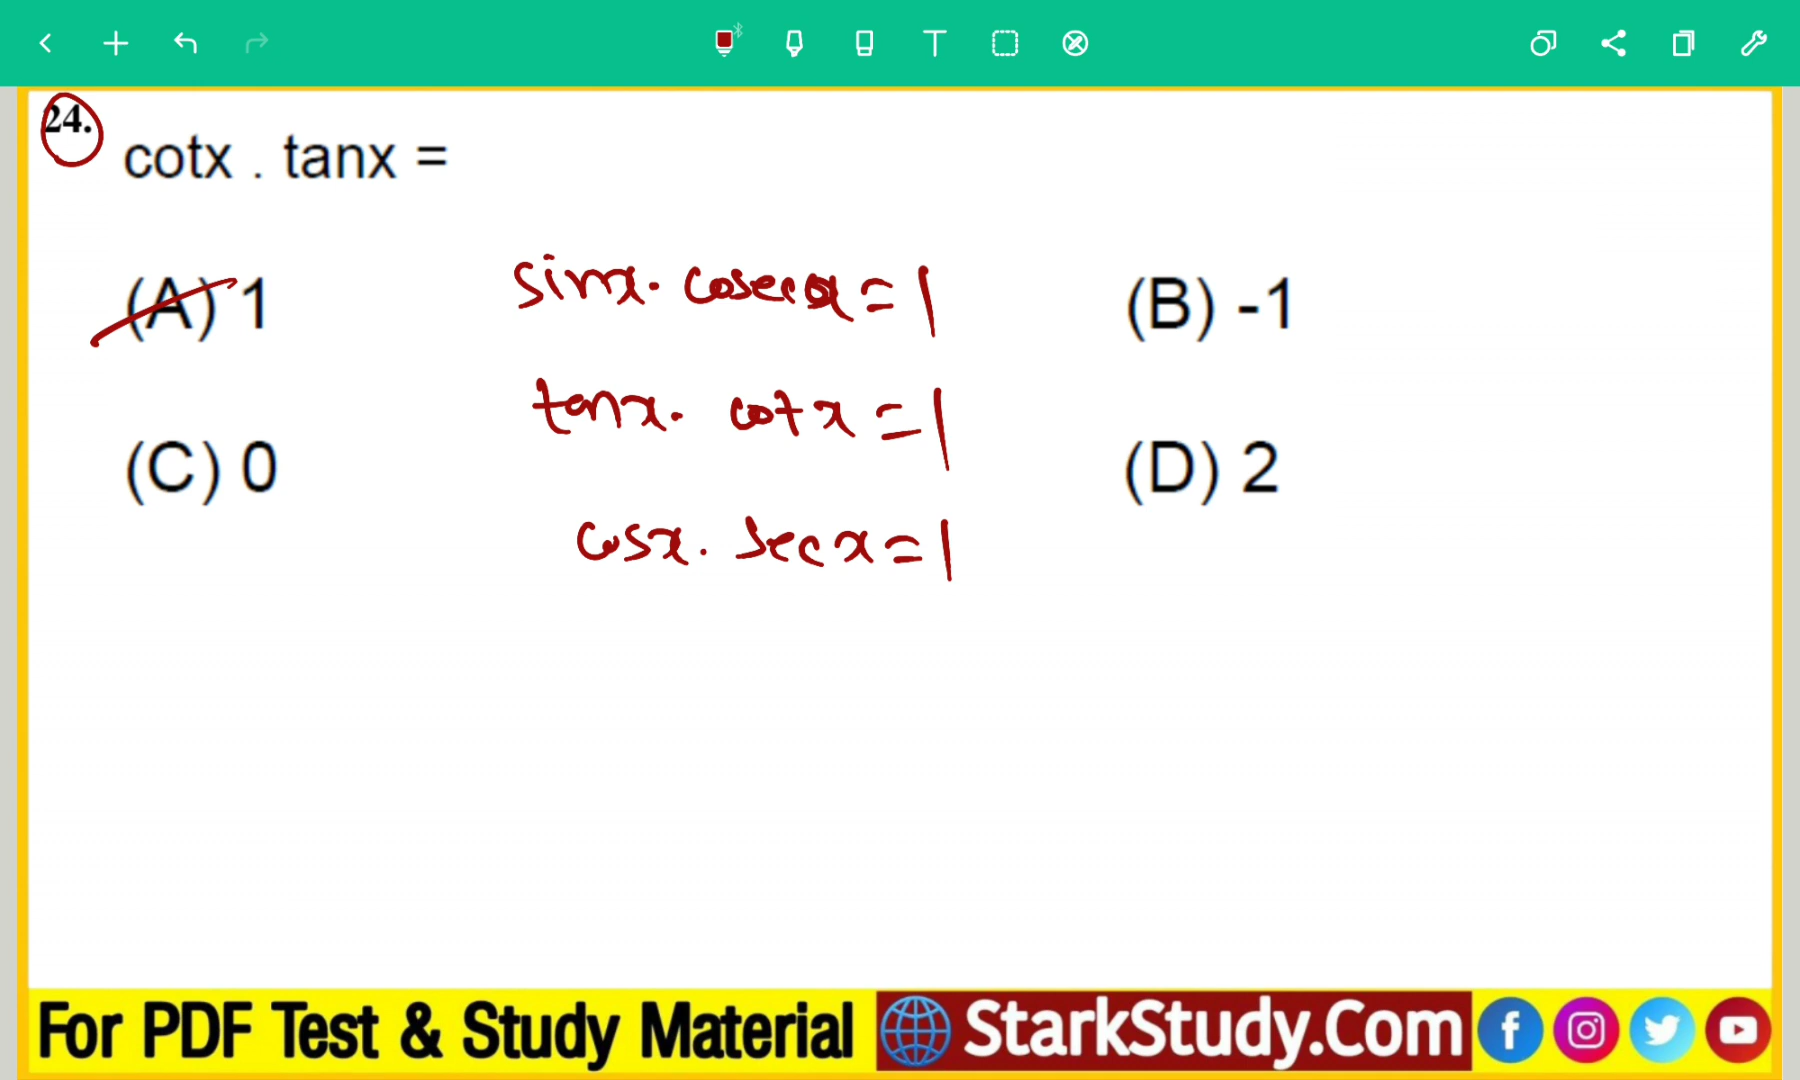 24.
cotx . tanx =
(A) 1
sinx. cosecx = 1
(B) -1
tanx. cotx = 1
(C) 0
(D) 2
cosx. secx = 1
For PDF Test & Study Material StarkStudy.Com